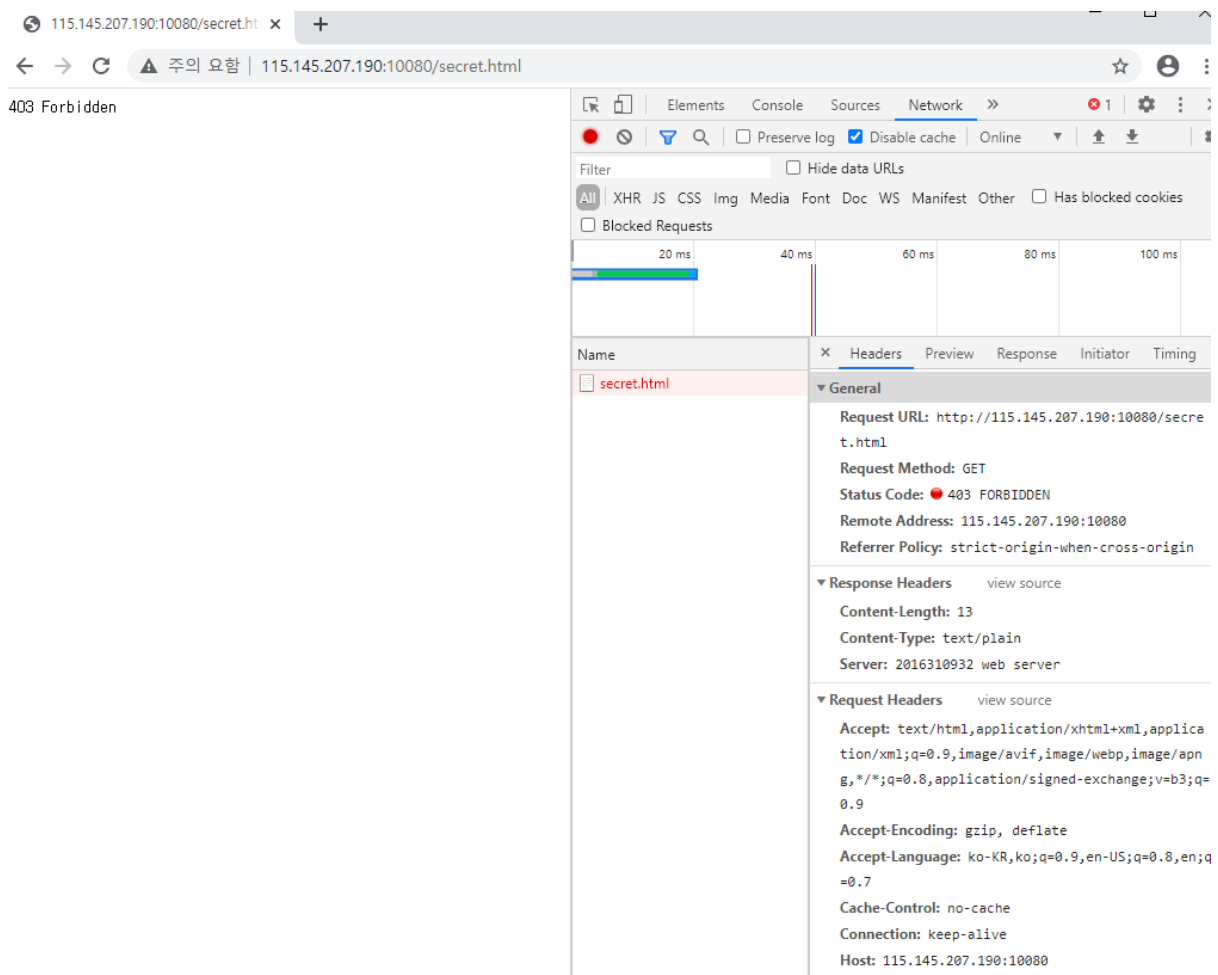 115.145.207.190:10080/secret.ht
주의 요함 115.145.207.190:10080/secret.html
403 Forbidden
Elements Console Sources Network 1
Preserve log Disable cache Online
Filter Hide data URLs
All XHR JS CSS Img Media Font Doc WS Manifest Other Has blocked cookies
Blocked Requests
20 ms 40 ms 60 ms 80 ms 100 ms
Name
secret.html
Headers Preview Response Initiator Timing
General
Request URL: http://115.145.207.190:10080/secre
t.html
Request Method: GET
Status Code: 403 FORBIDDEN
Remote Address: 115.145.207.190:10080
Referrer Policy: strict-origin-when-cross-origin
Response Headers view source
Content-Length: 13
Content-Type: text/plain
Server: 2016310932 web server
Request Headers view source
Accept: text/html,application/xhtml+xml,applica
tion/xml;q=0.9,image/avif,image/webp,image/apn
g,*/*;q=0.8,application/signed-exchange;v=b3;q=
0.9
Accept-Encoding: gzip, deflate
Accept-Language: ko-KR,ko;q=0.9,en-US;q=0.8,en;q
=0.7
Cache-Control: no-cache
Connection: keep-alive
Host: 115.145.207.190:10080